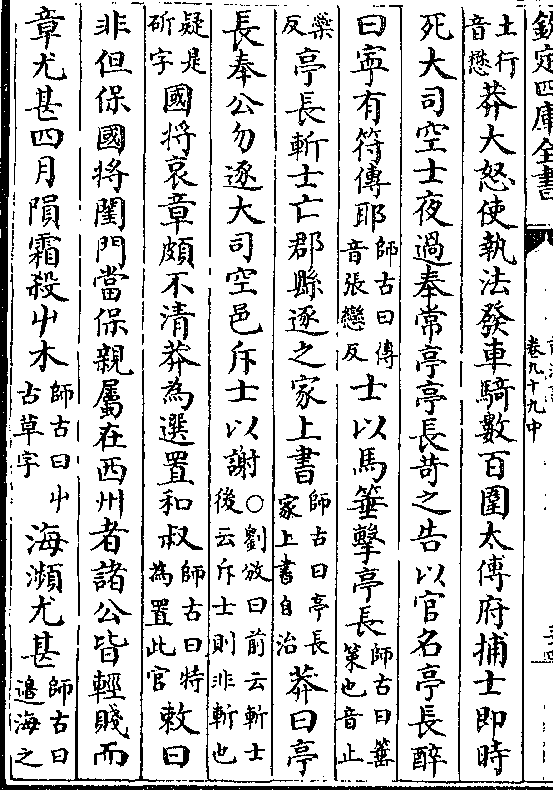 欽定四庫全書
卷九十九中
土行音懋莽大怒使執法發車騎數百圍太傅府捕士即時
死大司空士夜過奉常亭亭長苛之告以官名亭長醉
曰寧有符傳耶師古曰傳音張戀反士以馬箠擊亭長師古曰箠策也音止
藥反亭長斬士亡郡縣逐之家上書師古曰亭長家上書自治莽曰亭
長奉公勿逐大司空邑斥士以謝○劉攽曰前云斬士後云斥士則非斬也
疑是斫字國將哀章頗不清莽為選置和叔師古曰特為置此官敕曰
非但保國將閨門當保親屬在西州者諸公皆輕賤而
章尤甚四月隕霜殺屮木師古曰屮古草字海瀕尤甚師古曰邉海之